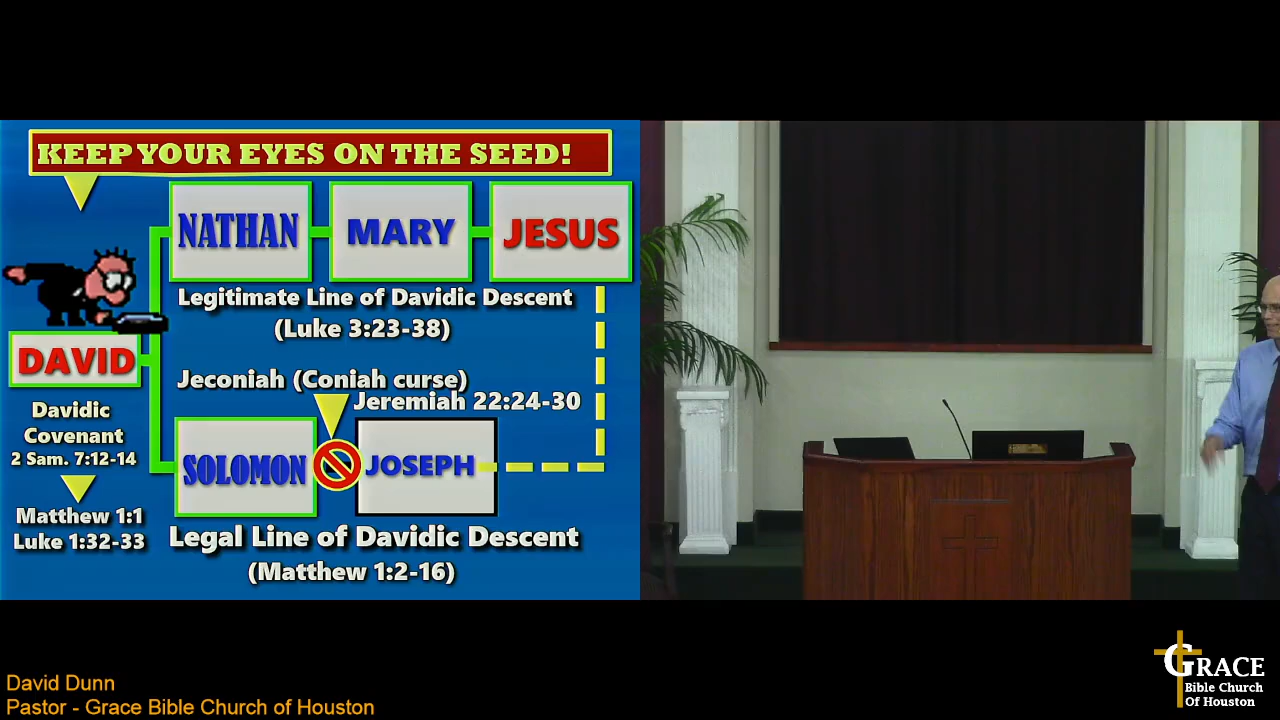 KEEP YOUR EYES ON THE SEED!
NATHAN
MARY
JESUS
Legitimate Line of Davidic Descent
(Luke 3:23-38)
DAVID
Davidic
Covenant
2 Sam. 7:12-14
Matthew 1:1
Luke 1:32-33
Jeconiah (Coniah curse)
Jeremiah 22:24-30
SOLOMON
JOSEPH
Legal Line of Davidic Descent
(Matthew 1:2-16)
David Dunn
Pastor - Grace Bible Church of Houston
GRACE
Bible Church
Of Houston